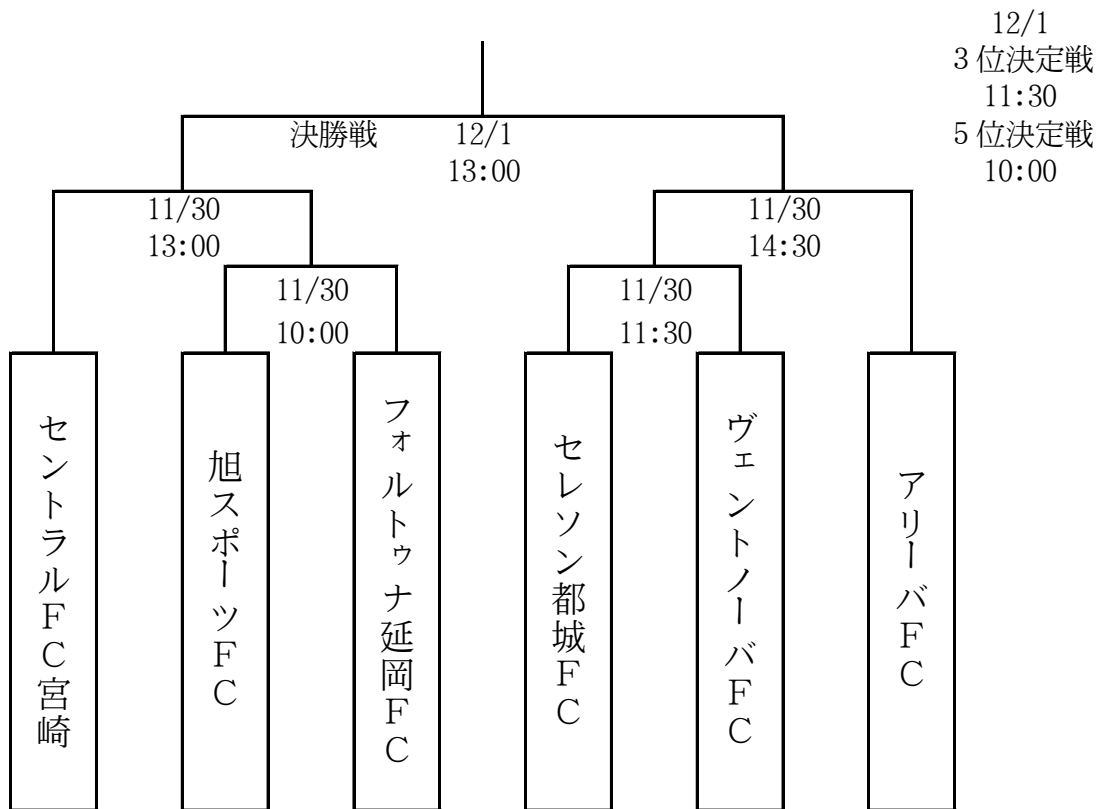 12/1
3位決定戦
11:30
5位決定戦
10:00
決勝戦 12/1
13:00
11/30
13:00
11/30
14:30
11/30
10:00
11/30
11:30
セントラルFC宮崎
旭スポーツFC
フォルトゥナ延岡FC
セレソン都城FC
ヴェントノーバFC
アリーバFC